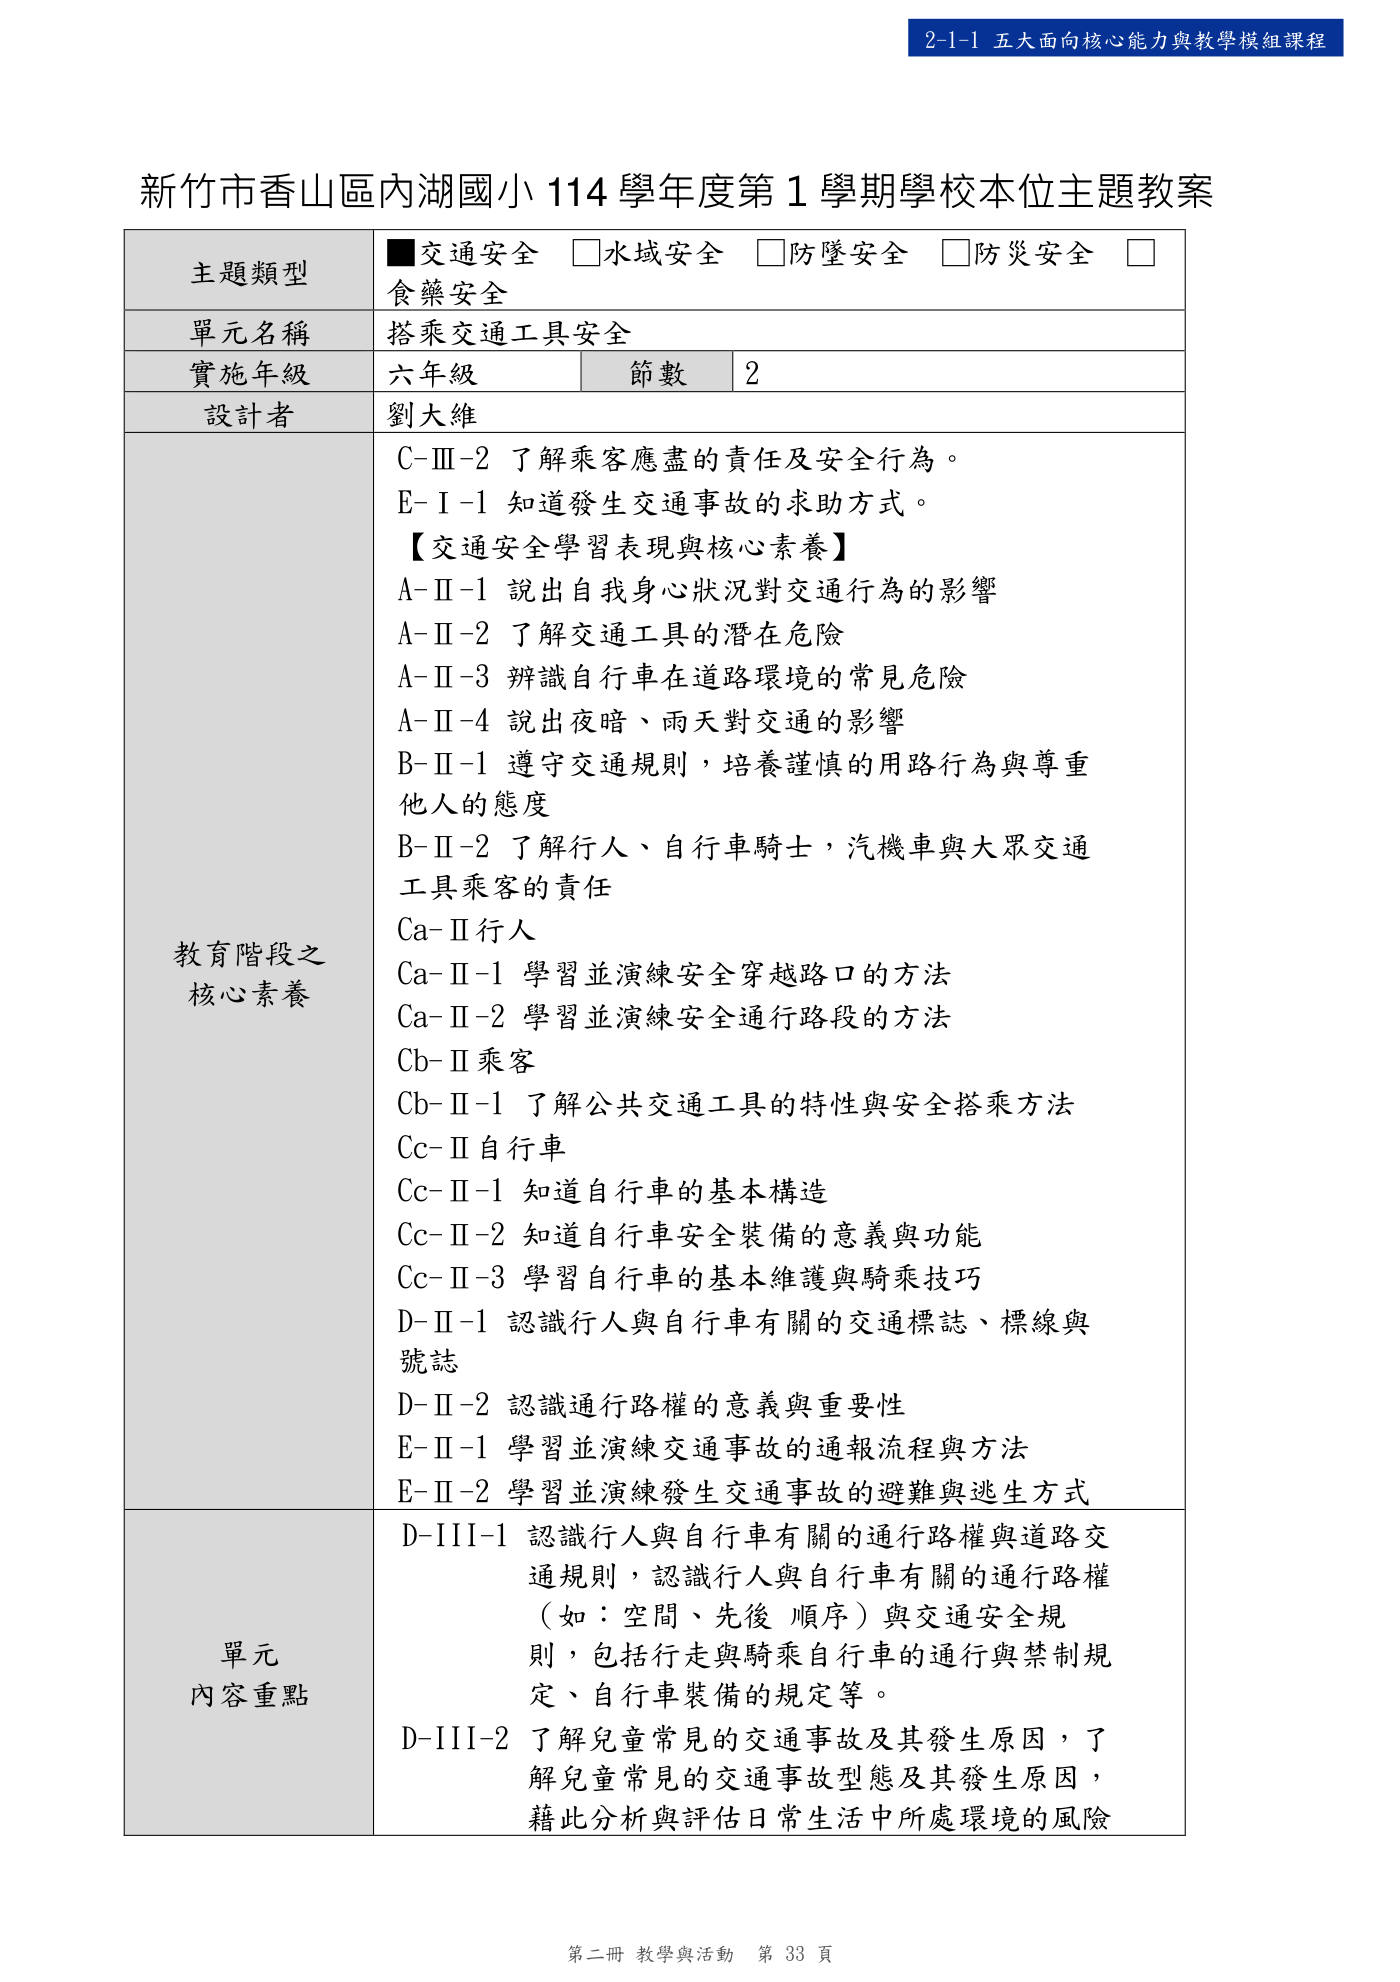 2-1-1 五大面向核心能力與教學模組課程
新竹市香山區內湖國小 114 學年度第 1 學期學校本位主題教案
主題類型
■交通安全 □水域安全 □防墜安全 □防災安全 □
食藥安全
單元名稱
搭乘交通工具安全
實施年級
六年級
節數
2
設計者
劉大維
教育階段之
核心素養
C-Ⅲ-2 了解乘客應盡的責任及安全行為。
E-Ⅰ-1 知道發生交通事故的求助方式。
【交通安全學習表現與核心素養】
A-Ⅱ-1 說出自我身心狀況對交通行為的影響
A-Ⅱ-2 了解交通工具的潛在危險
A-Ⅱ-3 辨識自行車在道路環境的常見危險
A-Ⅱ-4 說出夜暗、雨天對交通的影響
B-Ⅱ-1 遵守交通規則，培養謹慎的用路行為與尊重
他人的態度
B-Ⅱ-2 了解行人、自行車騎士，汽機車與大眾交通
工具乘客的責任
Ca-Ⅱ行人
Ca-Ⅱ-1 學習並演練安全穿越路口的方法
Ca-Ⅱ-2 學習並演練安全通行路段的方法
Cb-Ⅱ乘客
Cb-Ⅱ-1 了解公共交通工具的特性與安全搭乘方法
Cc-Ⅱ自行車
Cc-Ⅱ-1 知道自行車的基本構造
Cc-Ⅱ-2 知道自行車安全裝備的意義與功能
Cc-Ⅱ-3 學習自行車的基本維護與騎乘技巧
D-Ⅱ-1 認識行人與自行車有關的交通標誌、標線與
號誌
D-Ⅱ-2 認識通行路權的意義與重要性
E-Ⅱ-1 學習並演練交通事故的通報流程與方法
E-Ⅱ-2 學習並演練發生交通事故的避難與逃生方式
單元
內容重點
D-III-1 認識行人與自行車有關的通行路權與道路交
通規則，認識行人與自行車有關的通行路權
（如：空間、先後 順序）與交通安全規
則，包括行走與騎乘自行車的通行與禁制規
定、自行車裝備的規定等。
D-III-2 了解兒童常見的交通事故及其發生原因，了
解兒童常見的交通事故型態及其發生原因，
藉此分析與評估日常生活中所處環境的風險
第二冊 教學與活動 第 33 頁